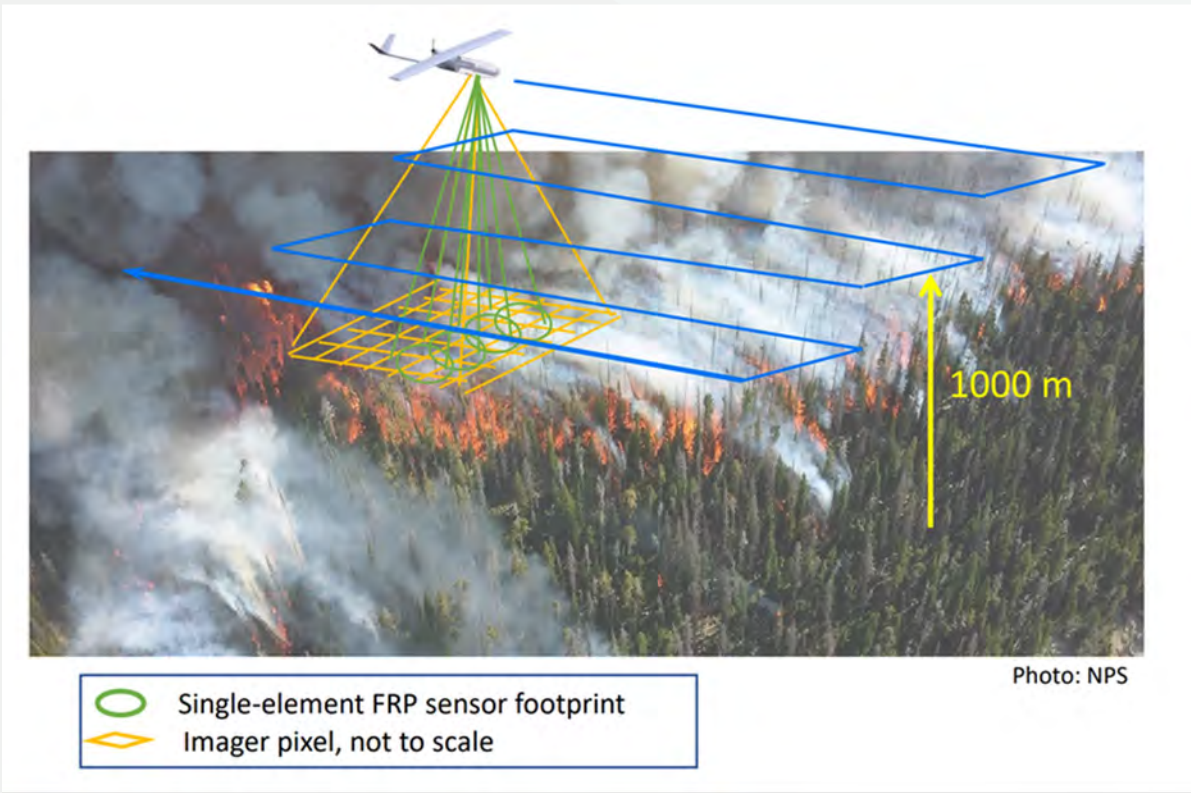 1000 m
Photo: NPS
Single-element FRP sensor footprint
Imager pixel, not to scale